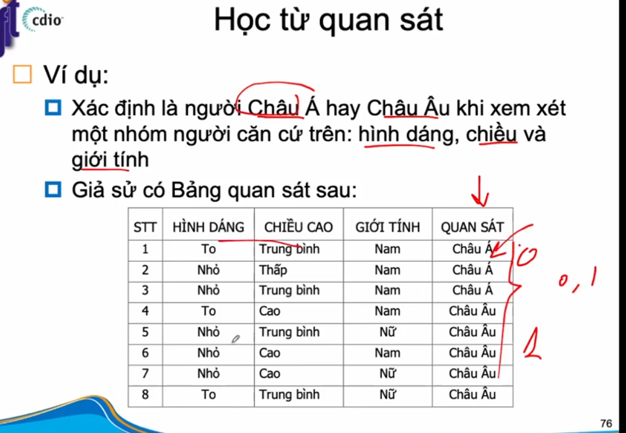 cdio
Học từ quan sát
Ví dụ:
Xác định là người Châu Á hay Châu Âu khi xem xét
một nhóm người căn cứ trên: hình dáng, chiều và
giới tính
Giả sử có Bảng quan sát sau:
STT HÌNH DÁNG CHIỀU CAO GIỚI TÍNH QUAN SÁT
1 To Trung bình Nam Châu Á 0
2 Nhỏ Thấp Nam Châu Á
3 Nhỏ Trung bình Nam Châu Á 0, 1
4 To Cao Nam Châu Âu
5 Nhỏ Trung bình Nữ Châu Âu
6 Nhỏ Cao Nam Châu Âu 1
7 Nhỏ Cao Nữ Châu Âu
8 To Trung bình Nữ Châu Âu
76